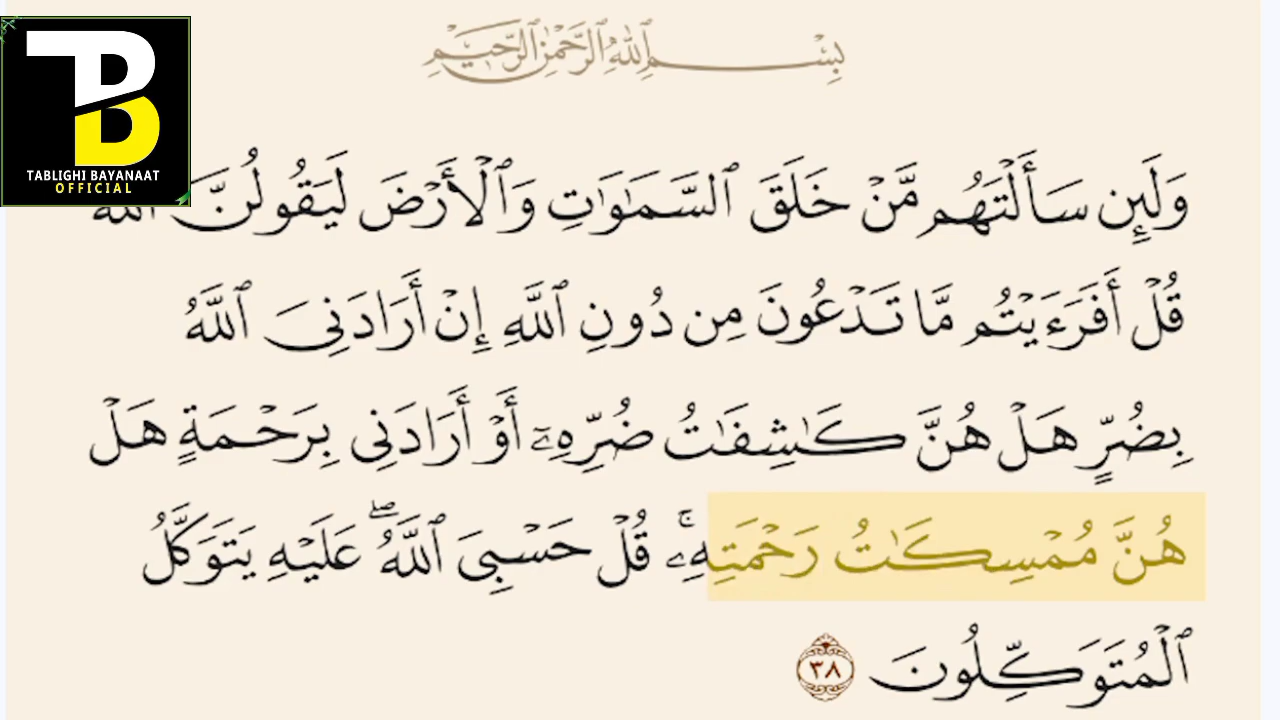 TABLIGHI BAYANAAT
OFFICIAL
بِسْمِ ٱللَّهِ ٱلرَّحْمَٰنِ ٱلرَّحِيمِ
وَلَئِن سَأَلْتَهُم مَّنْ خَلَقَ ٱلسَّمَٰوَٰتِ وَٱلْأَرْضَ لَيَقُولُنَّ ٱللَّهُ
قُلْ أَفَرَءَيْتُم مَّا تَدْعُونَ مِن دُونِ ٱللَّهِ إِنْ أَرَادَنِىَ ٱللَّهُ
بِضُرٍّ هَلْ هُنَّ كَٰشِفَٰتُ ضُرِّهِۦٓ أَوْ أَرَادَنِى بِرَحْمَةٍ هَلْ
هُنَّ مُمْسِكَٰتُ رَحْمَتِهِۦ ۚ قُلْ حَسْبِىَ ٱللَّهُ ۖ عَلَيْهِ يَتَوَكَّلُ
ٱلْمُتَوَكِّلُونَ ٣٨